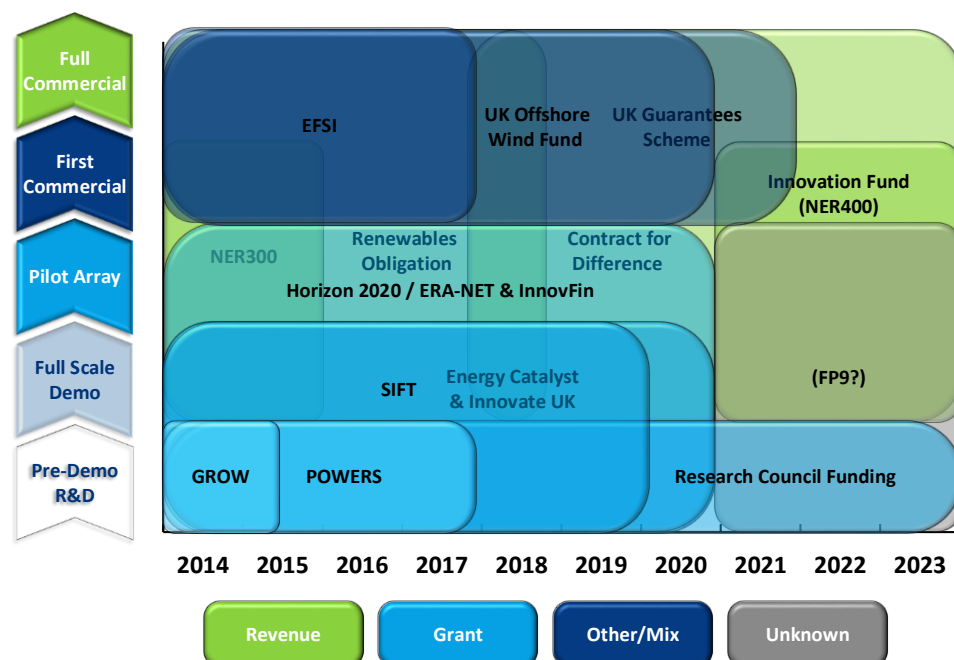 Full
Commercial
First
Commercial
Pilot Array
Full Scale
Demo
Pre-Demo
R&D
EFSI
UK Offshore
Wind Fund
UK Guarantees
Scheme
Innovation Fund
(NER400)
NER300
Renewables
Obligation
Contract for
Difference
Horizon 2020 / ERA-NET & InnovFin
SIFT
Energy Catalyst
& Innovate UK
(FP9?)
GROW
POWERS
Research Council Funding
2014 2015 2016 2017 2018 2019 2020 2021 2022 2023
Revenue Grant Other/Mix Unknown